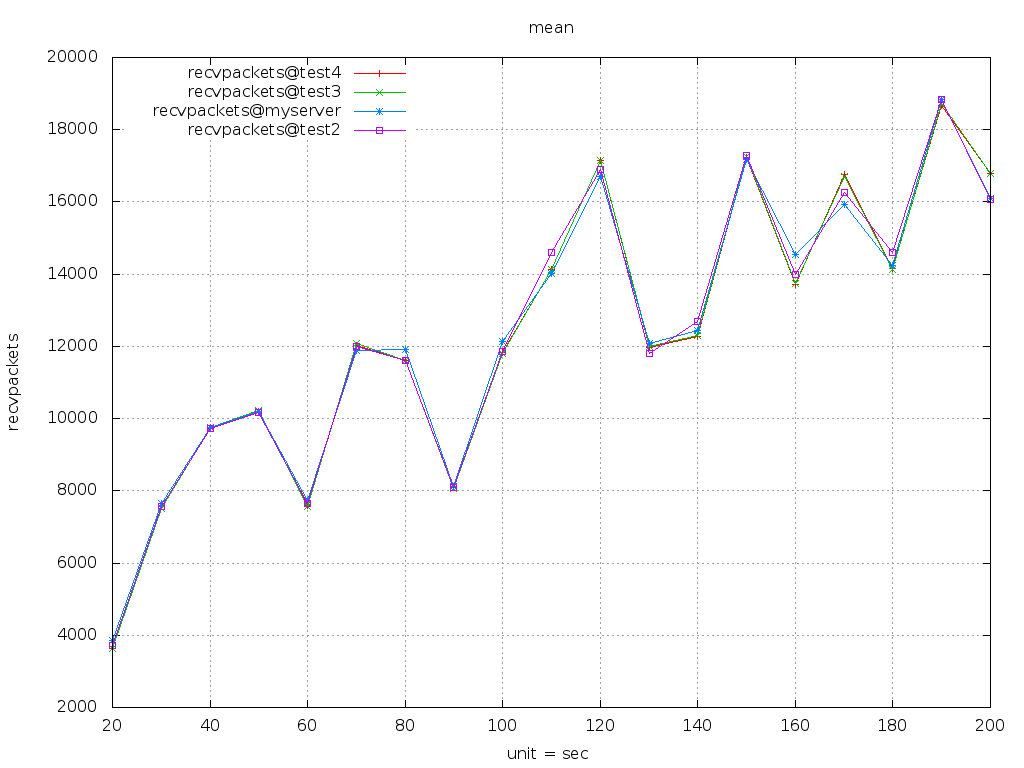 mean
20000
18000
16000
14000
12000
10000
8000
6000
4000
2000
recvpackets
recvpackets@test4
recvpackets@test3
recvpackets@myserver
recvpackets@test2
20 40 60 80 100 120 140 160 180 200
unit = sec